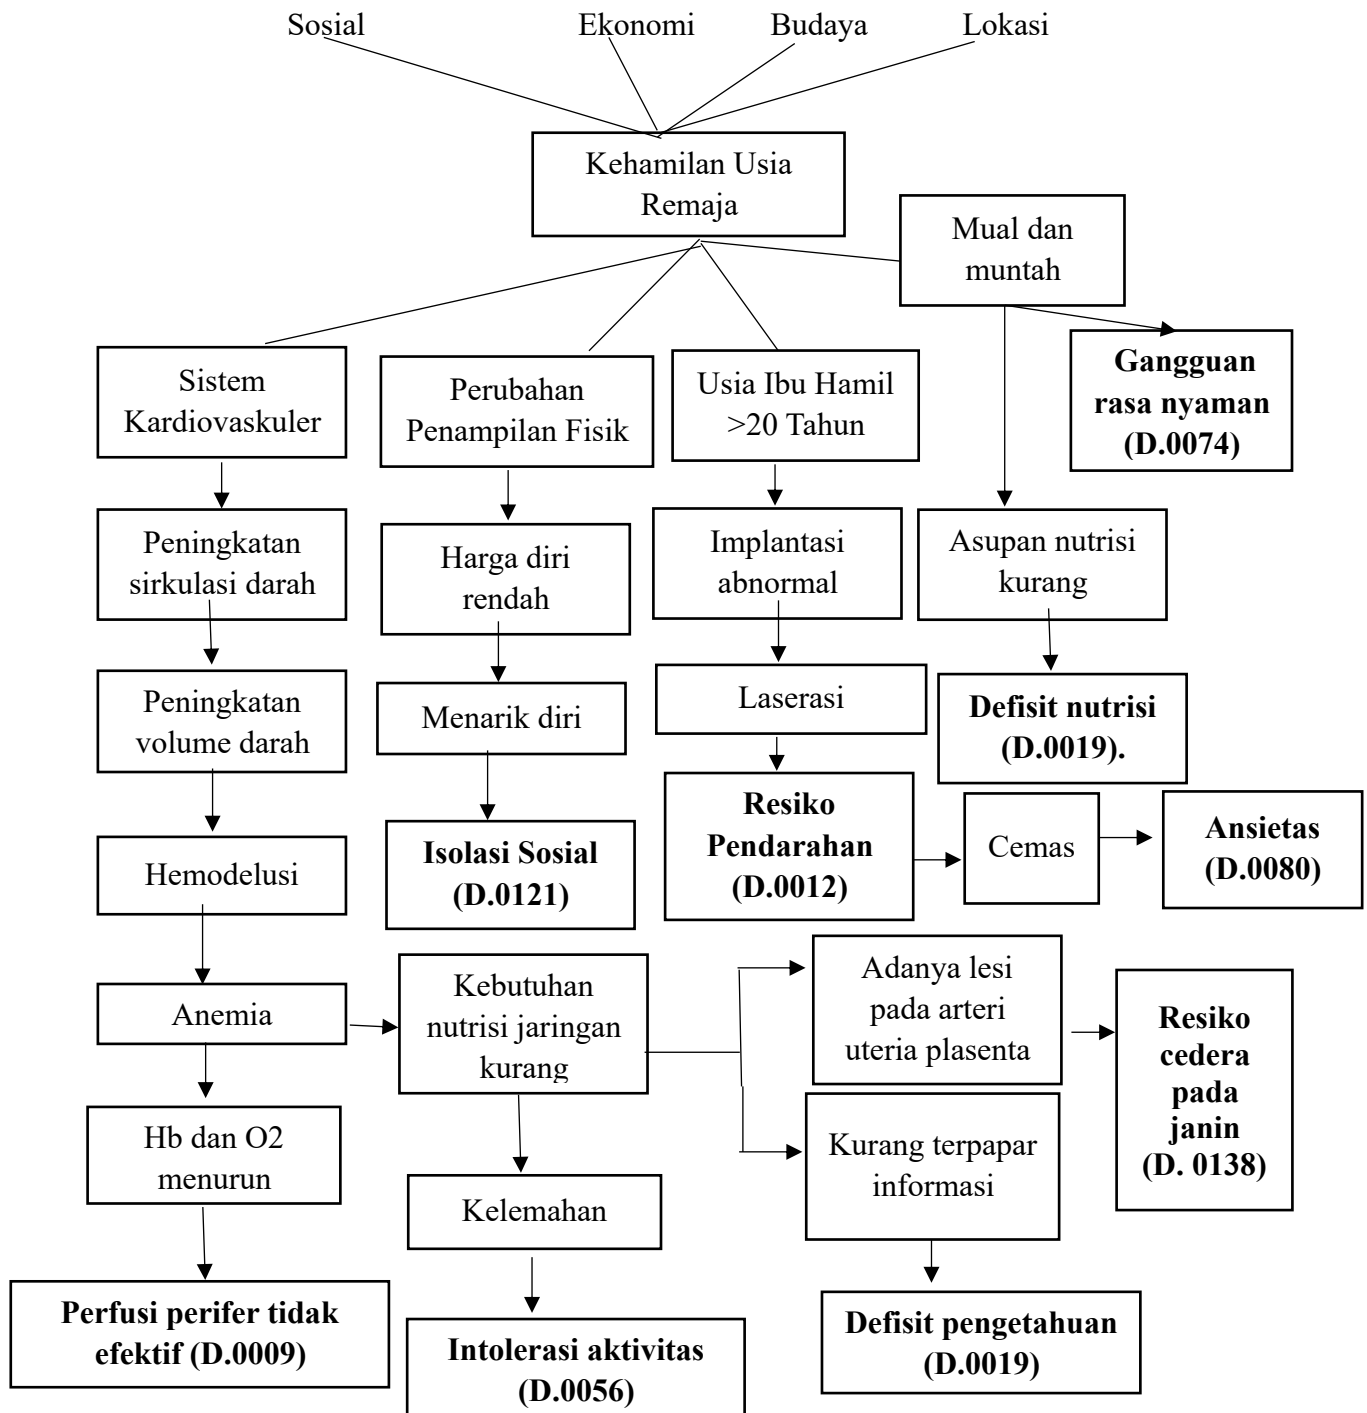 Sosial
Ekonomi
Budaya
Lokasi
Kehamilan Usia
Remaja
Mual dan
muntah
Sistem
Kardiovaskuler
Perubahan
Penampilan Fisik
Usia Ibu Hamil
>20 Tahun
Gangguan
rasa nyaman
(D.0074)
Peningkatan
sirkulasi darah
Harga diri
rendah
Implantasi
abnormal
Asupan nutrisi
kurang
Peningkatan
volume darah
Menarik diri
Laserasi
Defisit nutrisi
(D.0019).
Hemodelusi
Isolasi Sosial
(D.0121)
Resiko
Pendarahan
(D.0012)
Cemas
Ansietas
(D.0080)
Anemia
Kebutuhan
nutrisi jaringan
kurang
Adanya lesi
pada arteri
uteria plasenta
Resiko
cedera
pada
janin
(D. 0138)
Hb dan O2
menurun
Kelemahan
Kurang terpapar
informasi
Perfusi perifer tidak
efektif (D.0009)
Intolerasi aktivitas
(D.0056)
Defisit pengetahuan
(D.0019)